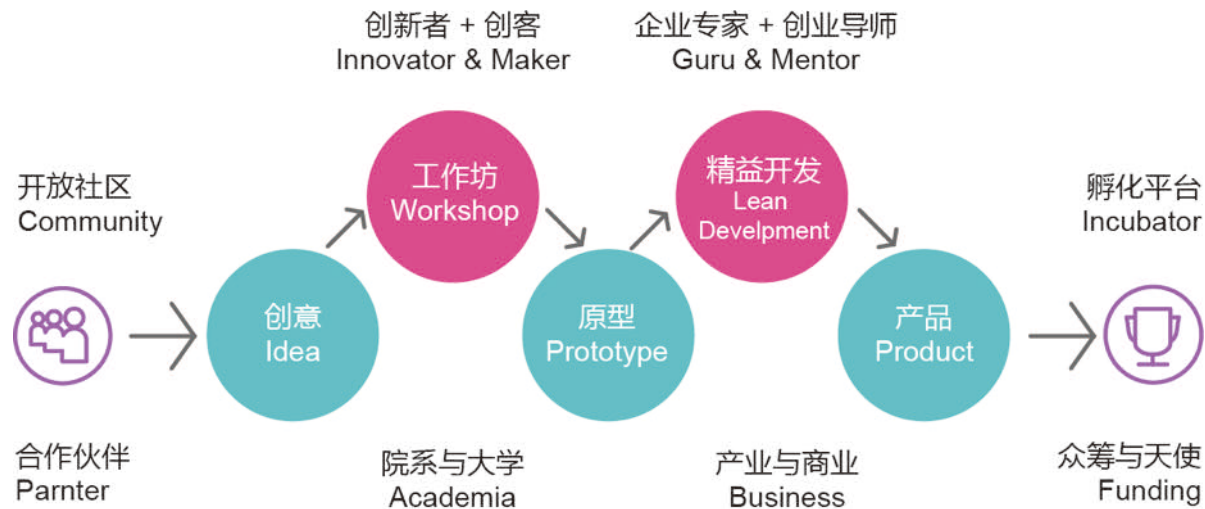 创新者 + 创客
Innovator & Maker
企业专家 + 创业导师
Guru & Mentor
开放社区
Community
工作坊
Workshop
精益开发
Lean
Develpment
孵化平台
Incubator
创意
Idea
原型
Prototype
产品
Product
合作伙伴
Parnter
院系与大学
Academia
产业与商业
Business
众筹与天使
Funding